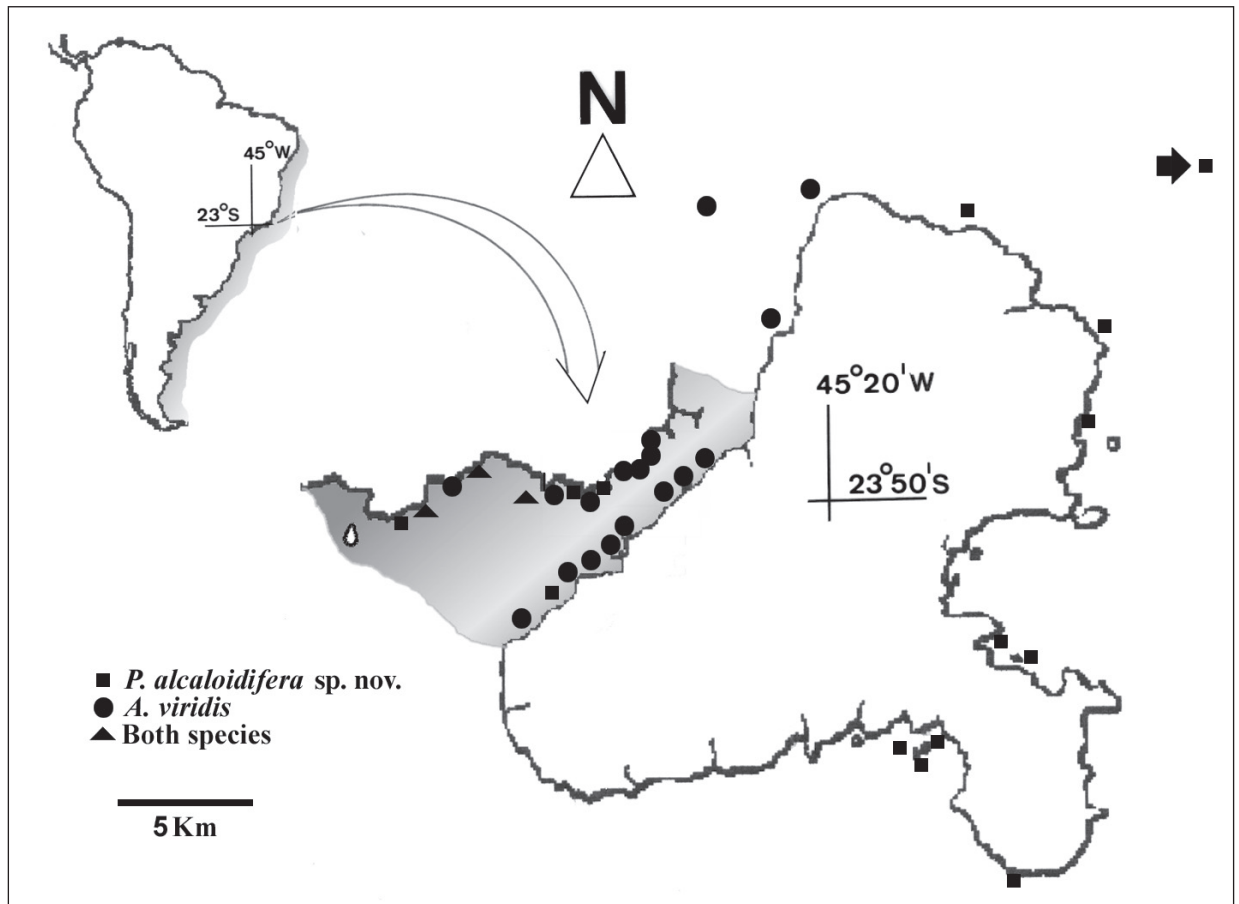 N
45°W
23°S
45°20'W
23°50'S
P. alcaloidifera sp. nov.
A. viridis
Both species
5 Km